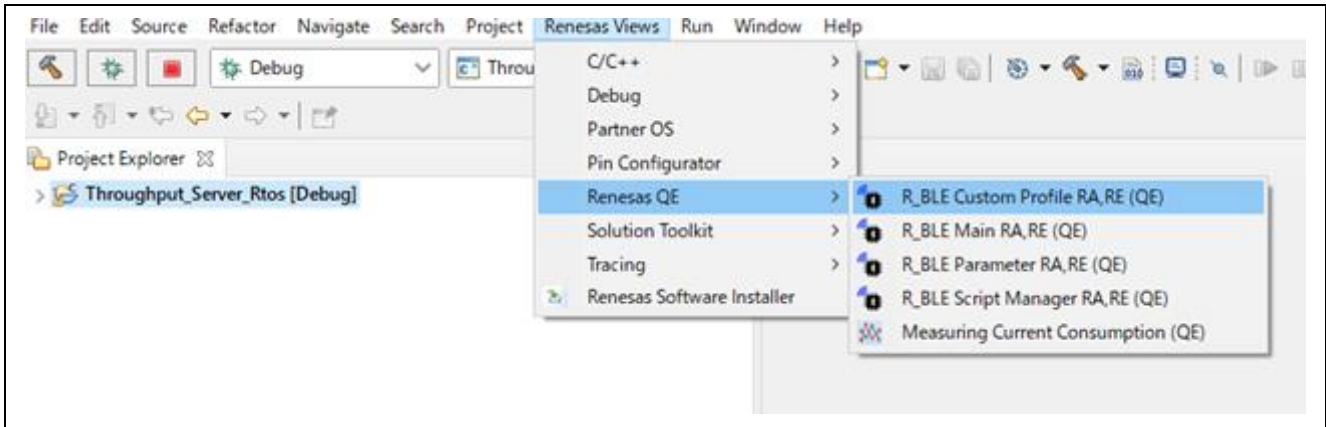 File Edit Source Refactor Navigate Search Project Renesas Views Run Window Help
Debug
Throu
Project Explorer
Throughput_Server_Rtos [Debug]
C/C++
Debug
Partner OS
Pin Configurator
Renesas QE
Solution Toolkit
Tracing
Renesas Software Installer
R_BLE Custom Profile RA,RE (QE)
R_BLE Main RA,RE (QE)
R_BLE Parameter RA,RE (QE)
R_BLE Script Manager RA,RE (QE)
Measuring Current Consumption (QE)